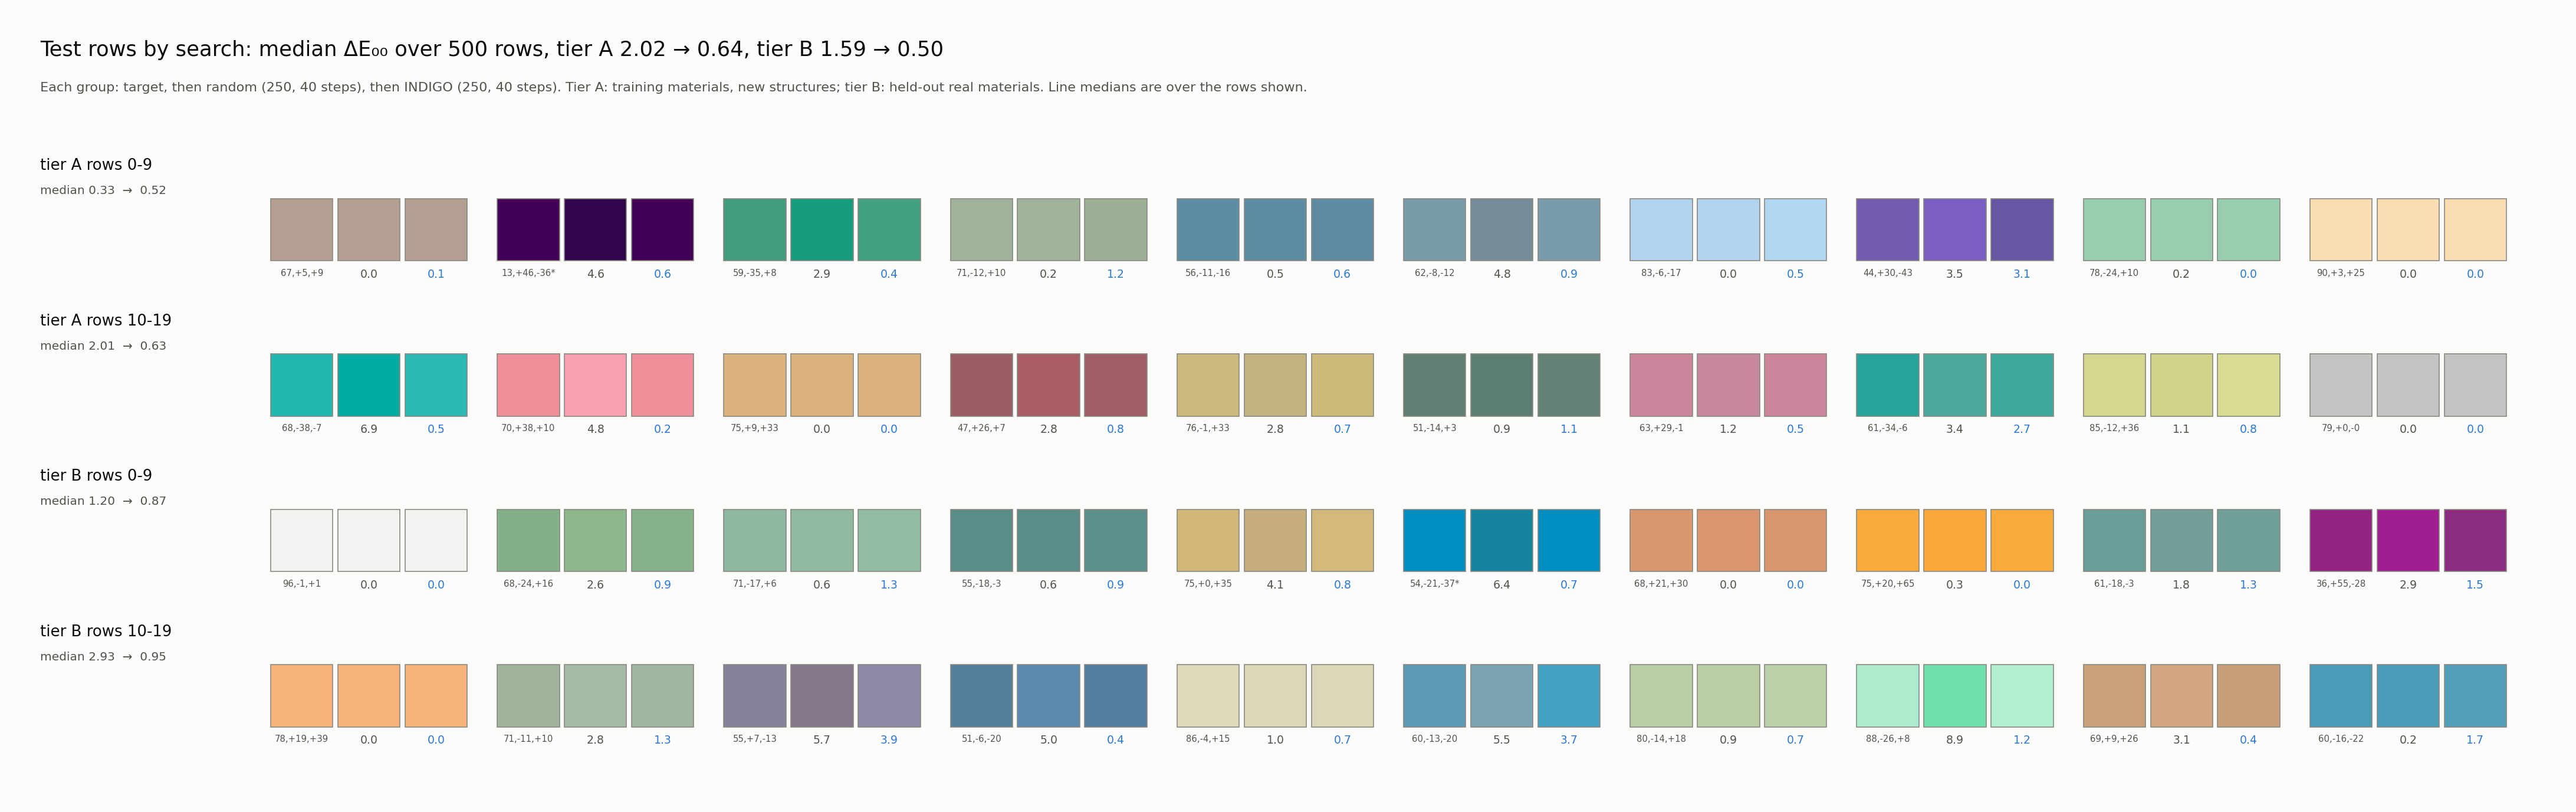 Test rows by search: median ΔE₀₀ over 500 rows, tier A 2.02 → 0.64, tier B 1.59 → 0.50
Each group: target, then random (250, 40 steps), then INDIGO (250, 40 steps). Tier A: training materials, new structures; tier B: held-out real materials. Line medians are over the rows shown.
tier A rows 0-9
median 0.33 → 0.52
67,+5,+9 0.0 0.1 13,+46,-36* 4.6 0.6 59,-35,+8 2.9 0.4 71,-12,+10 0.2 1.2 56,-11,-16 0.5 0.6 62,-8,-12 4.8 0.9 83,-6,-17 0.0 0.5 44,+30,-43 3.5 3.1 78,-24,+10 0.2 0.0 90,+3,+25 0.0 0.0
tier A rows 10-19
median 2.01 → 0.63
68,-38,-7 6.9 0.5 70,+38,+10 4.8 0.2 75,+9,+33 0.0 0.0 47,+26,+7 2.8 0.8 76,-1,+33 2.8 0.7 51,-14,+3 0.9 1.1 63,+29,-1 1.2 0.5 61,-34,-6 3.4 2.7 85,-12,+36 1.1 0.8 79,+0,-0 0.0 0.0
tier B rows 0-9
median 1.20 → 0.87
96,-1,+1 0.0 0.0 68,-24,+16 2.6 0.9 71,-17,+6 0.6 1.3 55,-18,-3 0.6 0.9 75,+0,+35 4.1 0.8 54,-21,-37* 6.4 0.7 68,+21,+30 0.0 0.0 75,+20,+65 0.3 0.0 61,-18,-3 1.8 1.3 36,+55,-28 2.9 1.5
tier B rows 10-19
median 2.93 → 0.95
78,+19,+39 0.0 0.0 71,-11,+10 2.8 1.3 55,+7,-13 5.7 3.9 51,-6,-20 5.0 0.4 86,-4,+15 1.0 0.7 60,-13,-20 5.5 3.7 80,-14,+18 0.9 0.7 88,-26,+8 8.9 1.2 69,+9,+26 3.1 0.4 60,-16,-22 0.2 1.7